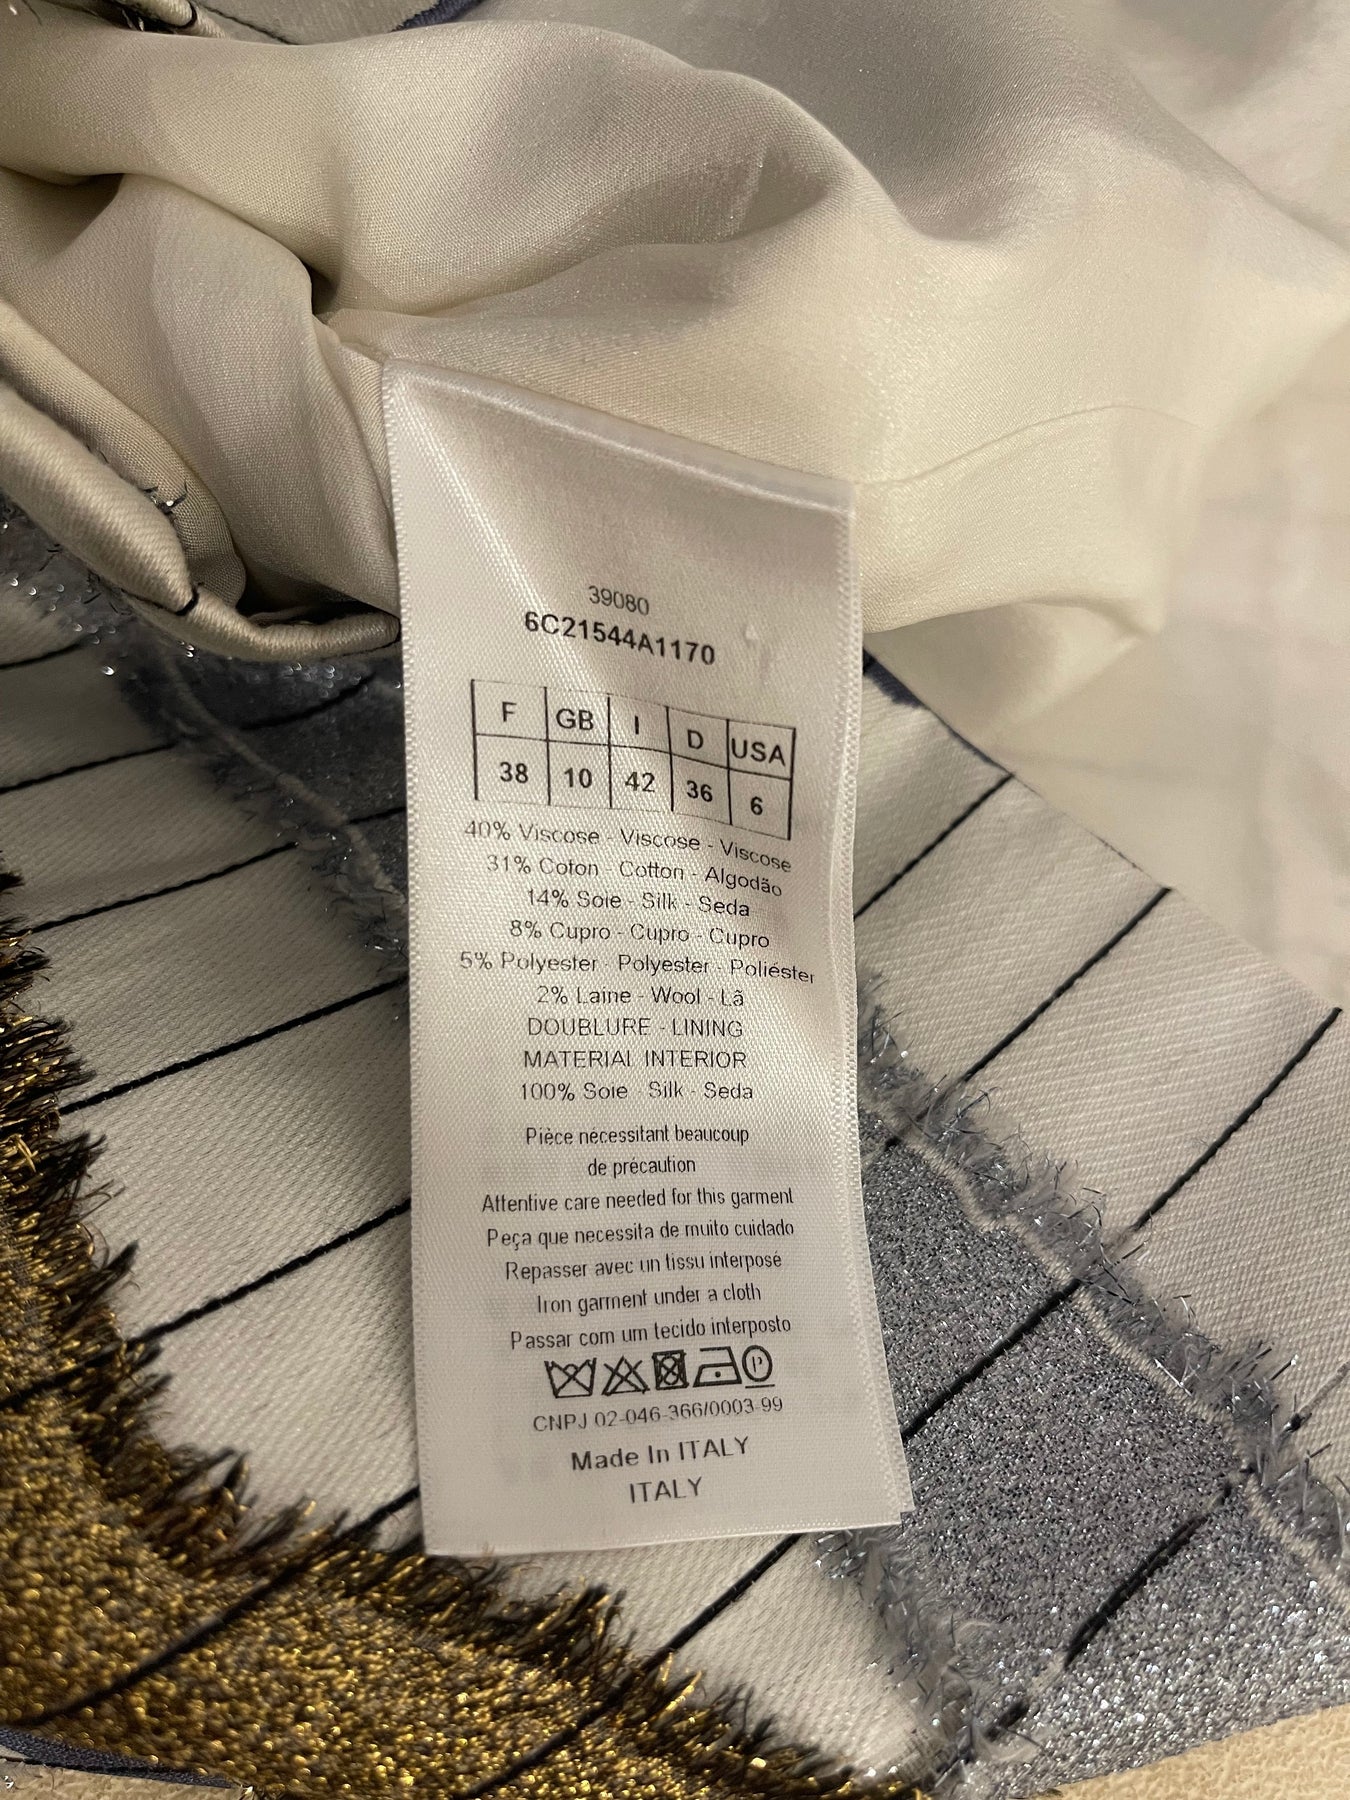 39080
6C21544A1170
F GB I D USA
38 10 42 36 6
40% Viscose - Viscose - Viscose
31% Coton - Cotton - Algodão
14% Soie - Silk - Seda
8% Cupro - Cupro - Cupro
5% Polyester - Polyester - Poliéster
2% Laine - Wool - Lã
DOUBLURE - LINING
MATERIAL INTERIOR
100% Soie - Silk - Seda
Pièce nécessitant beaucoup
de précaution
Attentive care needed for this garment
Peça que necessita de muito cuidado
Repasser avec un tissu interposé
Iron garment under a cloth
Passar com um tecido interposto
P
CNPJ 02-046-366/0003-99
Made In ITALY
ITALY